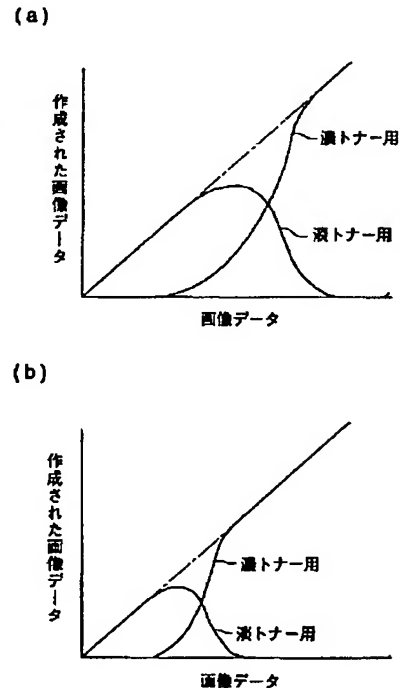 (a)
作成された画像データ
濃トナー用
淡トナー用
画像データ
(b)
作成された画像データ
濃トナー用
淡トナー用
画像データ